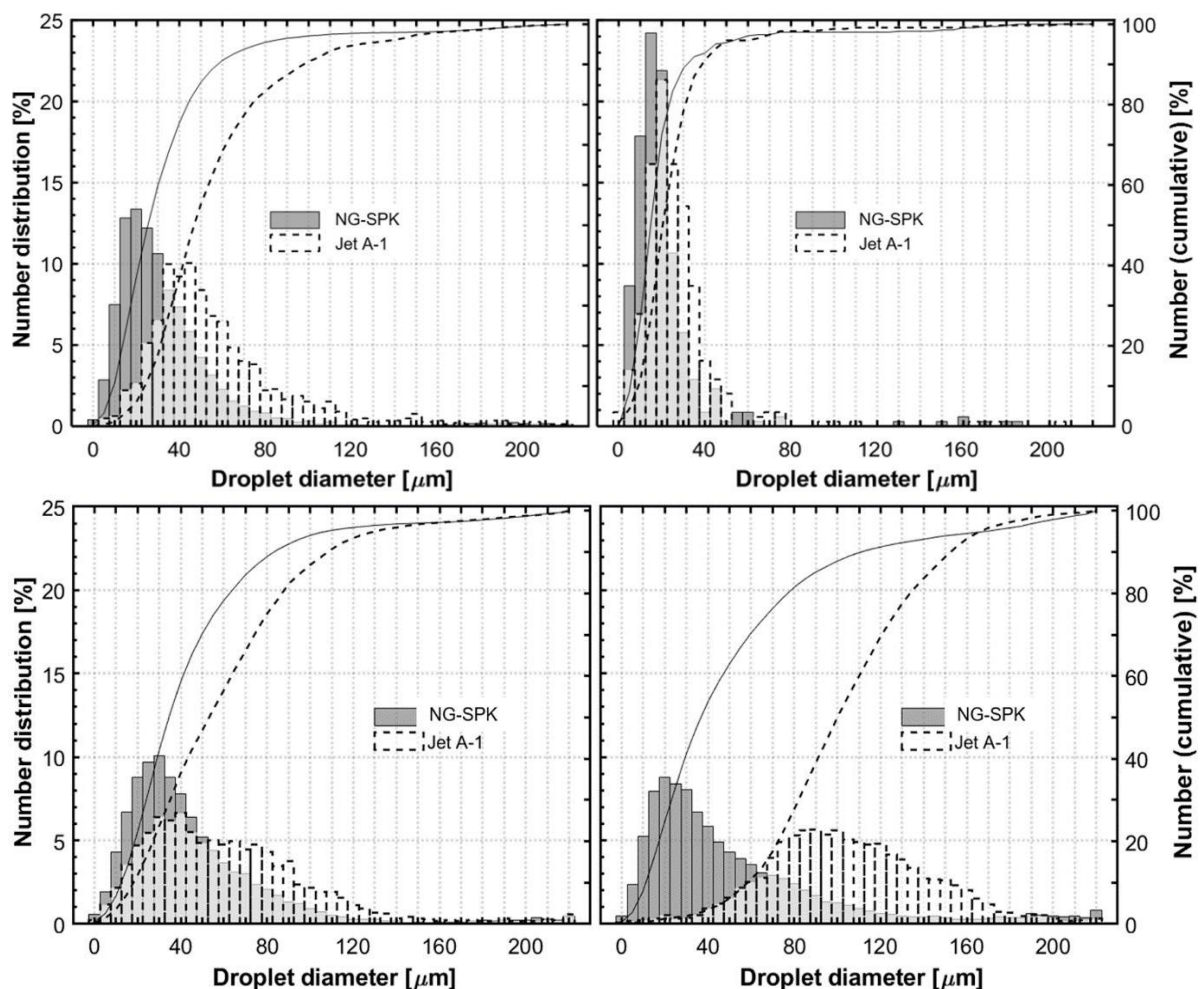 25
20
15
10
5
0
Number distribution [%]
NG-SPK
Jet A-1
0 40 80 120 160 200
Droplet diameter [μm]
100
80
60
40
20
0
Number (cumulative) [%]
NG-SPK
Jet A-1
0 40 80 120 160 200
Droplet diameter [μm]
25
20
15
10
5
0
Number distribution [%]
NG-SPK
Jet A-1
0 40 80 120 160 200
Droplet diameter [μm]
100
80
60
40
20
0
Number (cumulative) [%]
NG-SPK
Jet A-1
0 40 80 120 160 200
Droplet diameter [μm]